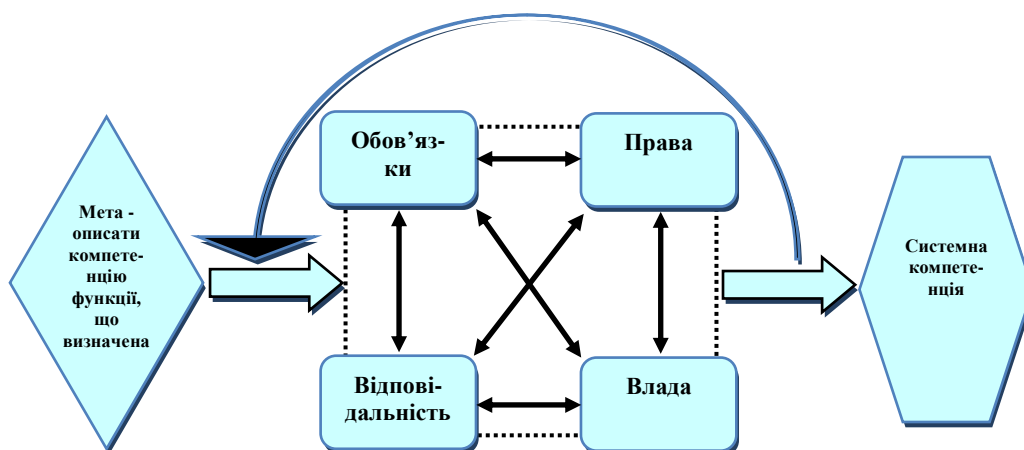 Мета -
описати
компете-
нцію
функції,
що
визначена
Обов’яз-
ки
Права
Відпові-
дальність
Влада
Системна
компете-
нція